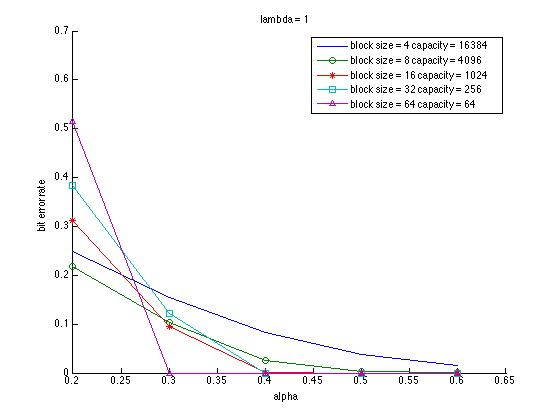 lambda = 1
block size = 4 capacity = 16384
block size = 8 capacity = 4096
block size = 16 capacity = 1024
block size = 32 capacity = 256
block size = 64 capacity = 64
bit error rate
0.7
0.6
0.5
0.4
0.3
0.2
0.1
0
0.2 0.25 0.3 0.35 0.4 0.45 0.5 0.55 0.6 0.65
alpha